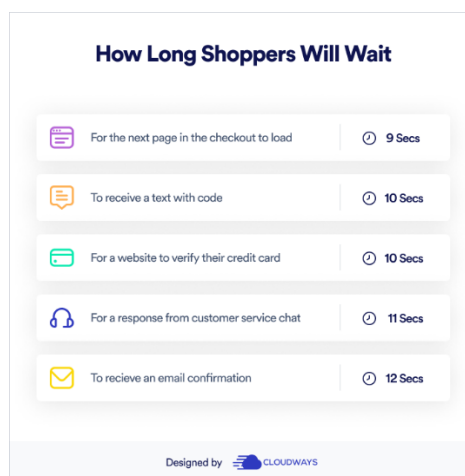 How Long Shoppers Will Wait
For the next page in the checkout to load 9 Secs
To receive a text with code 10 Secs
For a website to verify their credit card 10 Secs
For a response from customer service chat 11 Secs
To recieve an email confirmation 12 Secs
Designed by CLOUDWAYS